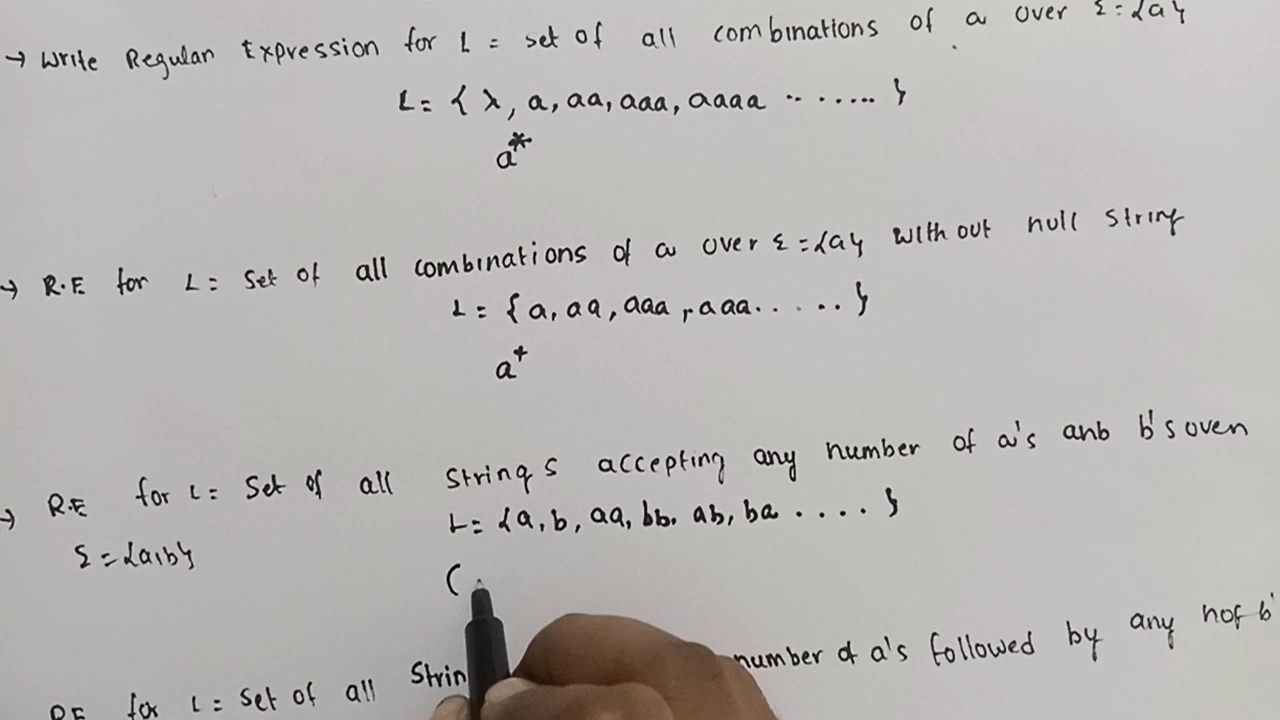 → Write Regular Expression for L = set of all combinations of a over Σ = {a}
L = { λ, a, aa, aaa, aaaa ........ }
a*
→ R.E for L = Set of all combinations of a over Σ = {a} without null string
L = { a, aa, aaa, aaa...... }
a+
→ R.E for L = Set of all strings accepting any number of a's anb b's over
Σ = {a,b}
L = {a, b, aa, bb, ab, ba .... }
(
RE for L = Set of all Strin number of a's followed by any nof b'